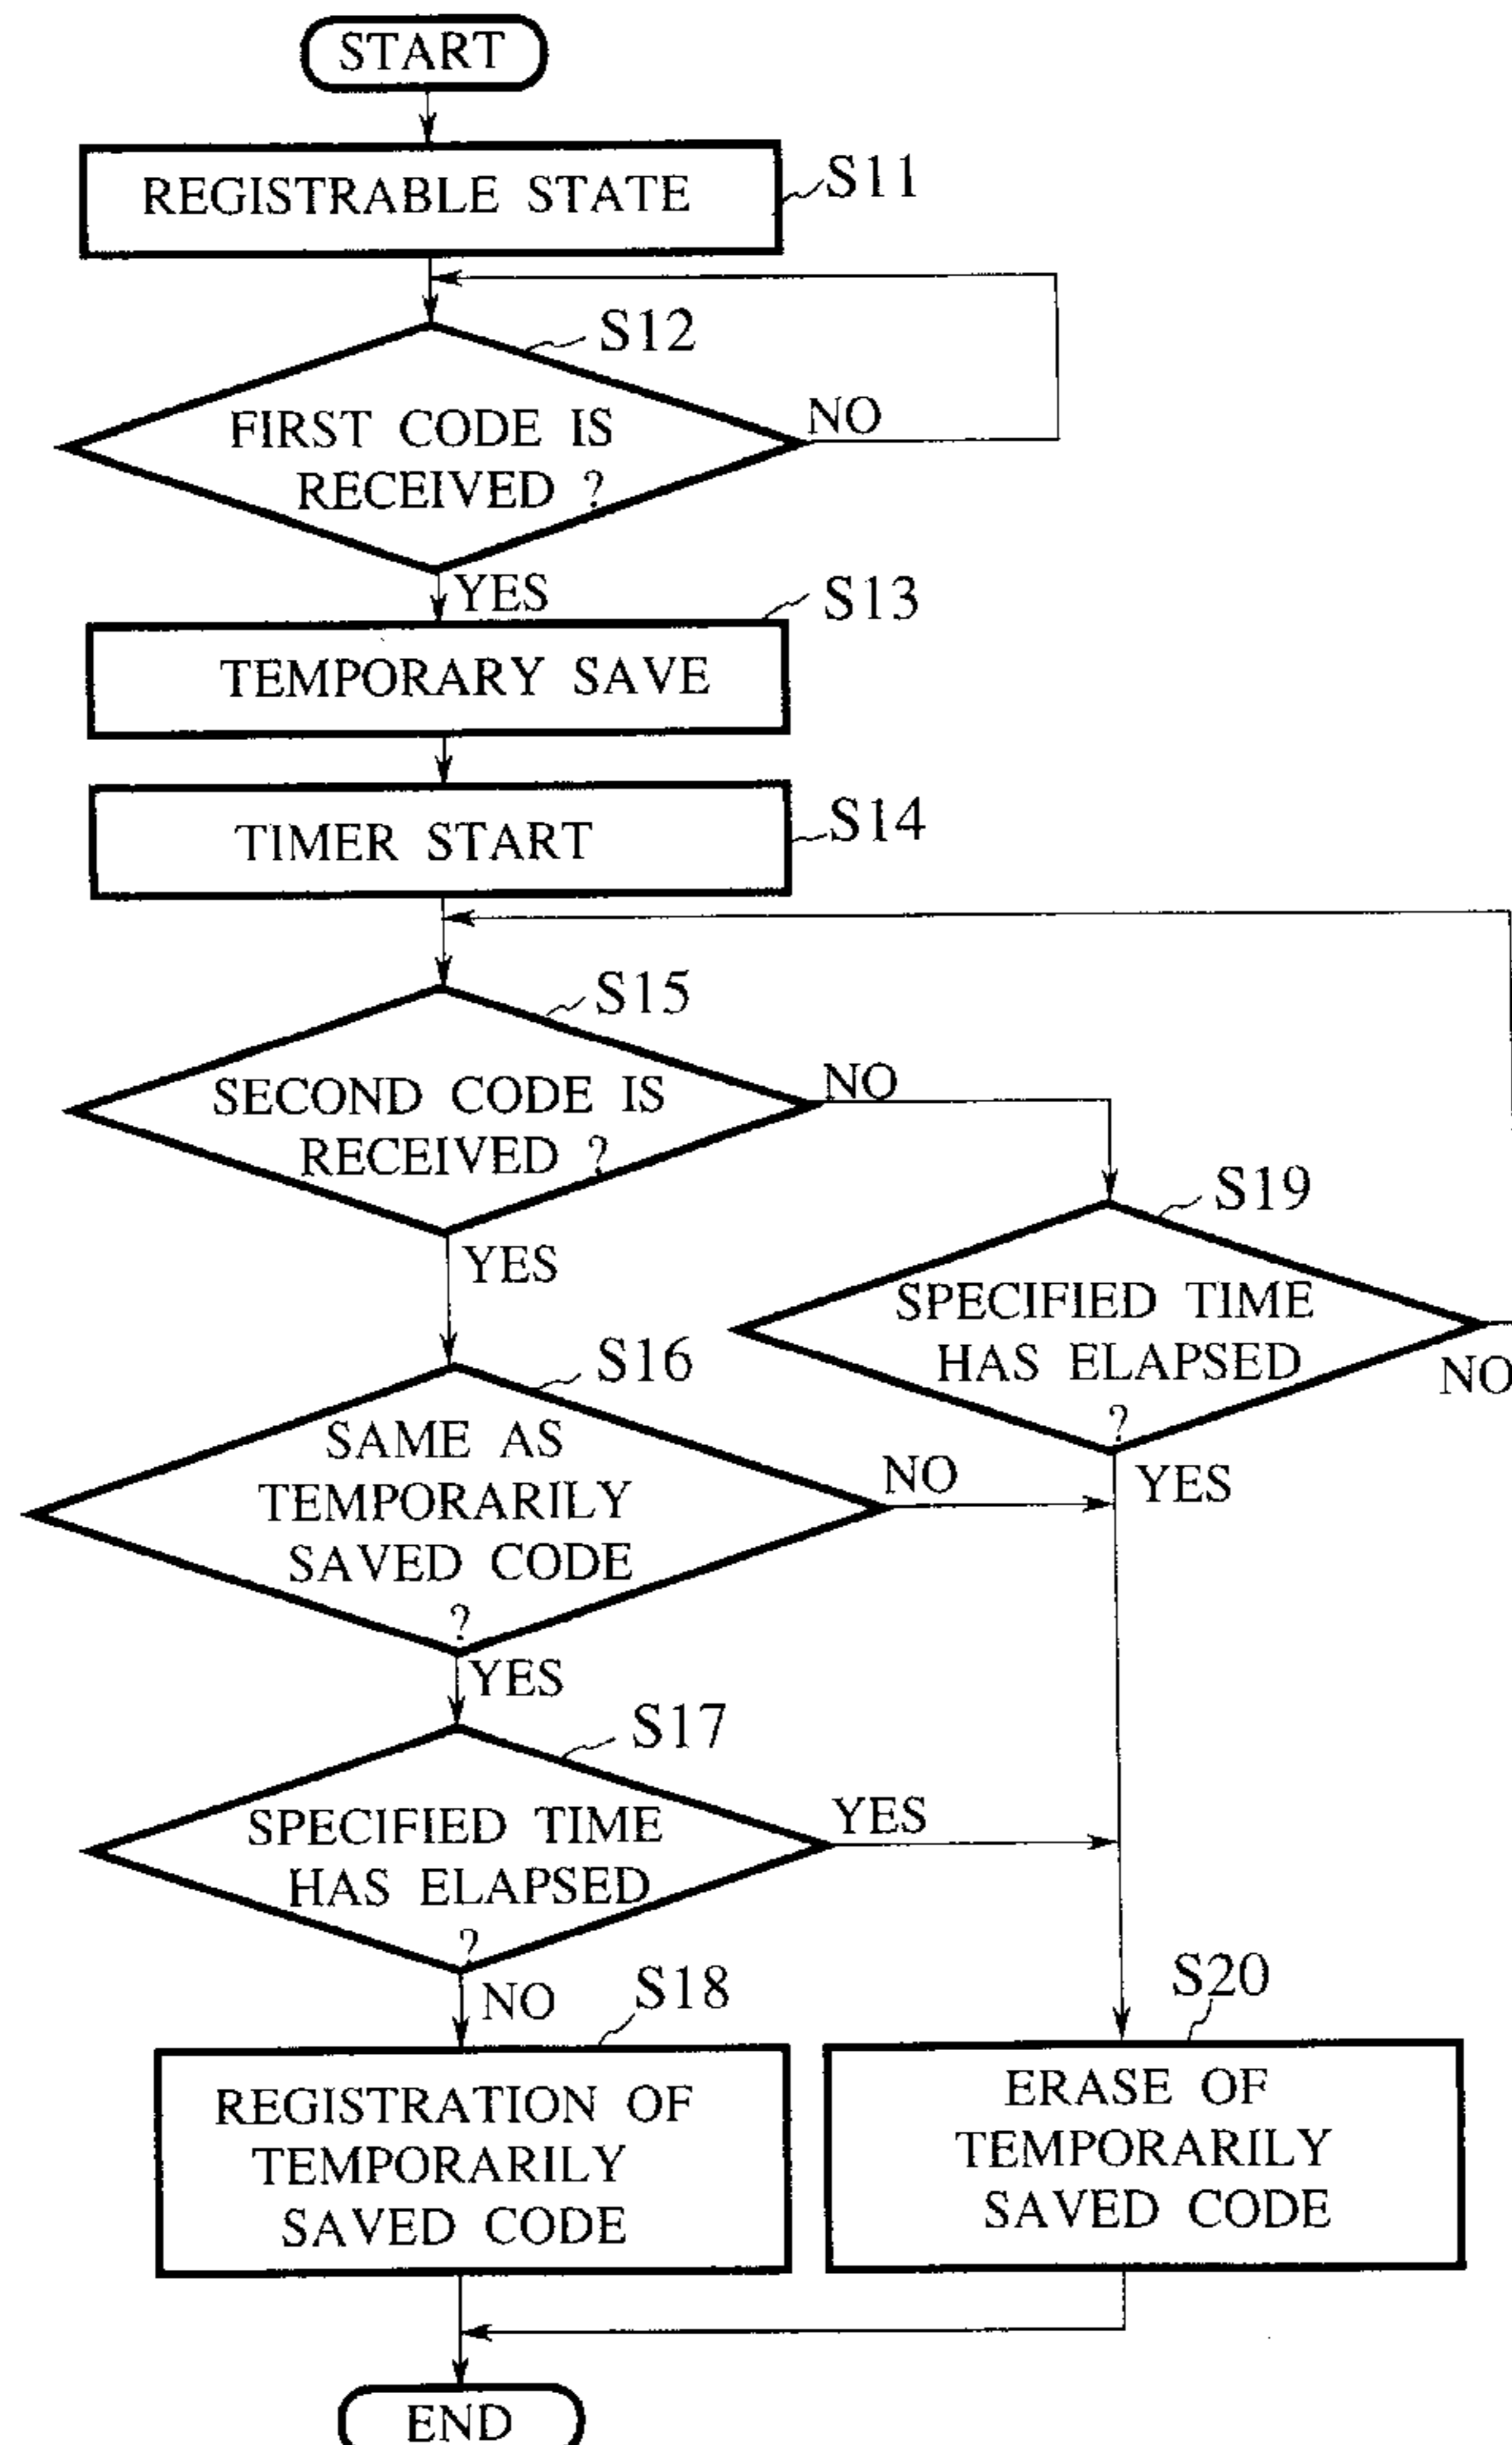 START
REGISTRABLE STATE
S11
S12
FIRST CODE IS
RECEIVED ?
NO
YES
S13
TEMPORARY SAVE
TIMER START
S14
S15
SECOND CODE IS
RECEIVED ?
NO
YES
S19
SPECIFIED TIME
HAS ELAPSED
?
NO
YES
S16
SAME AS
TEMPORARILY
SAVED CODE
?
NO
YES
S17
SPECIFIED TIME
HAS ELAPSED
?
YES
NO
S18
REGISTRATION OF
TEMPORARILY
SAVED CODE
S20
ERASE OF
TEMPORARILY
SAVED CODE
END